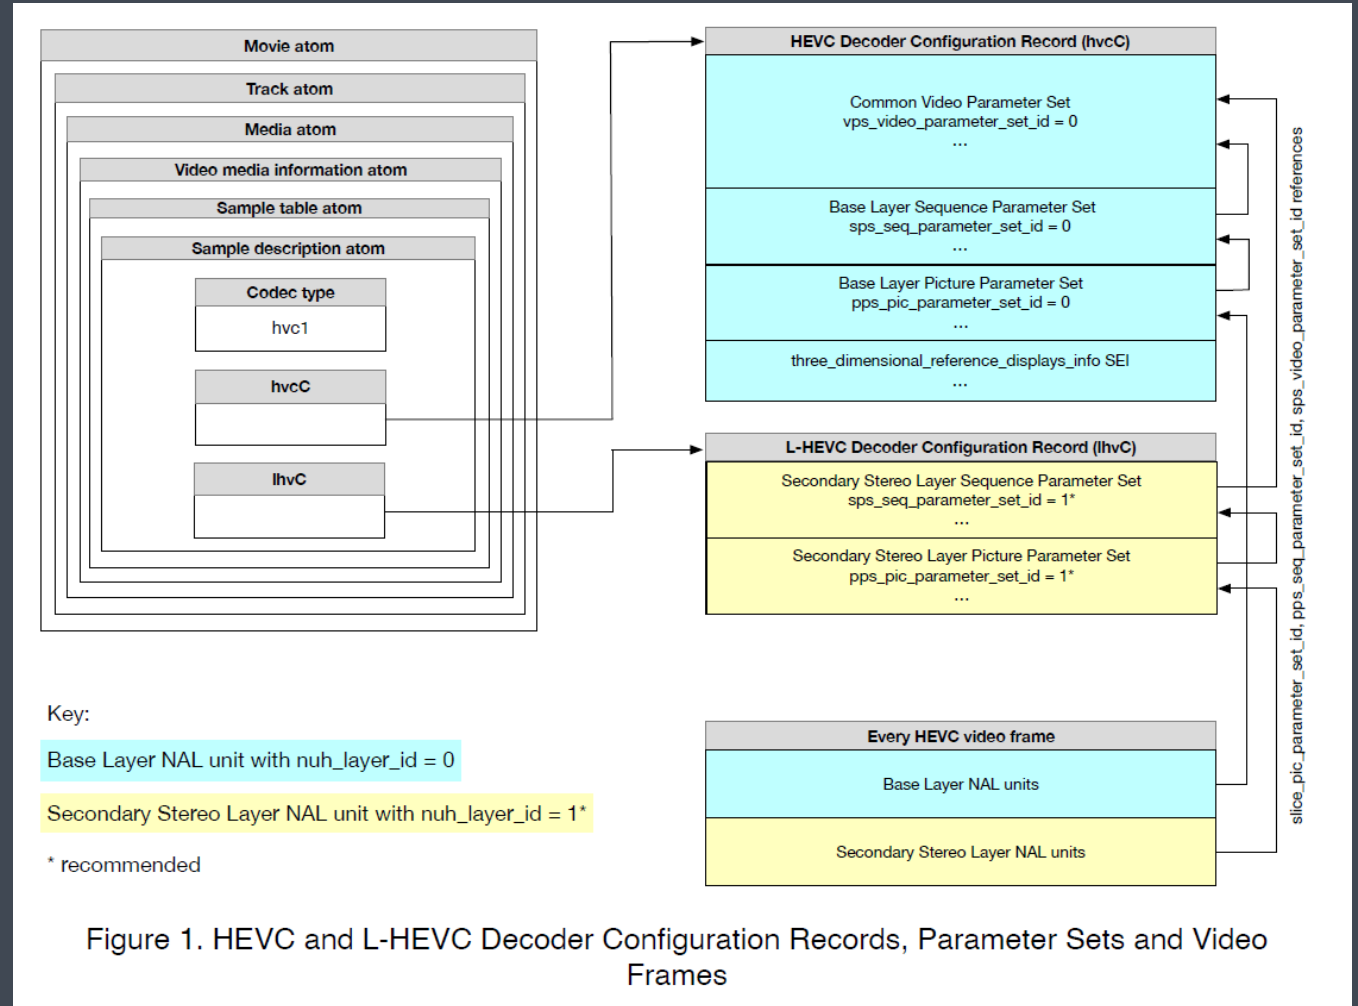 Movie atom
Track atom
Media atom
Video media information atom
Sample table atom
Sample description atom
Codec type
hvc1
hvcC
lhvC
HEVC Decoder Configuration Record (hvcC)
Common Video Parameter Set
vps_video_parameter_set_id = 0
...
Base Layer Sequence Parameter Set
sps_seq_parameter_set_id = 0
...
Base Layer Picture Parameter Set
pps_pic_parameter_set_id = 0
...
three_dimensional_reference_displays_info SEI
...
L-HEVC Decoder Configuration Record (lhvC)
Secondary Stereo Layer Sequence Parameter Set
sps_seq_parameter_set_id = 1*
...
Secondary Stereo Layer Picture Parameter Set
pps_pic_parameter_set_id = 1*
...
slice_pic_parameter_set_id, pps_seq_parameter_set_id, sps_video_parameter_set_id references
Key:
Base Layer NAL unit with nuh_layer_id = 0
Secondary Stereo Layer NAL unit with nuh_layer_id = 1*
* recommended
Every HEVC video frame
Base Layer NAL units
Secondary Stereo Layer NAL units
Figure 1. HEVC and L-HEVC Decoder Configuration Records, Parameter Sets and Video
Frames